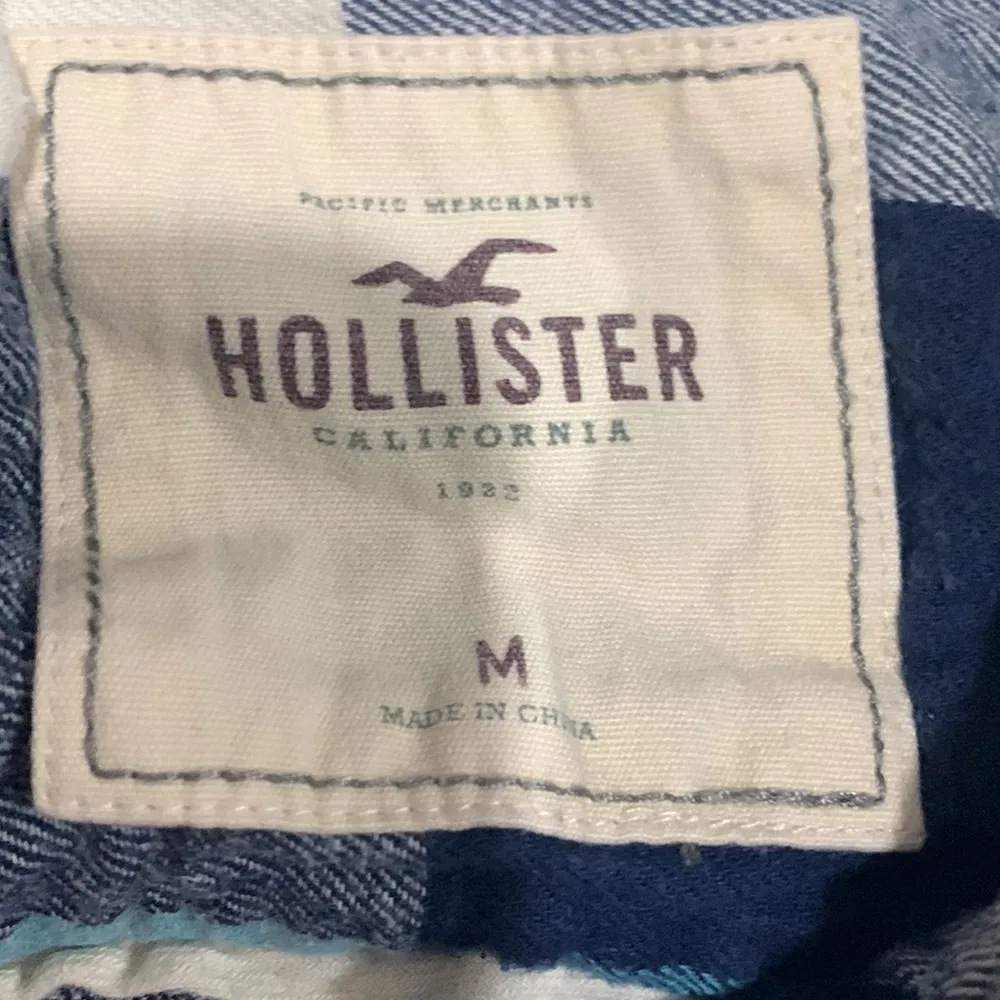 PACIFIC MERCHANTS
HOLLISTER
CALIFORNIA
1922
M
MADE IN CHINA